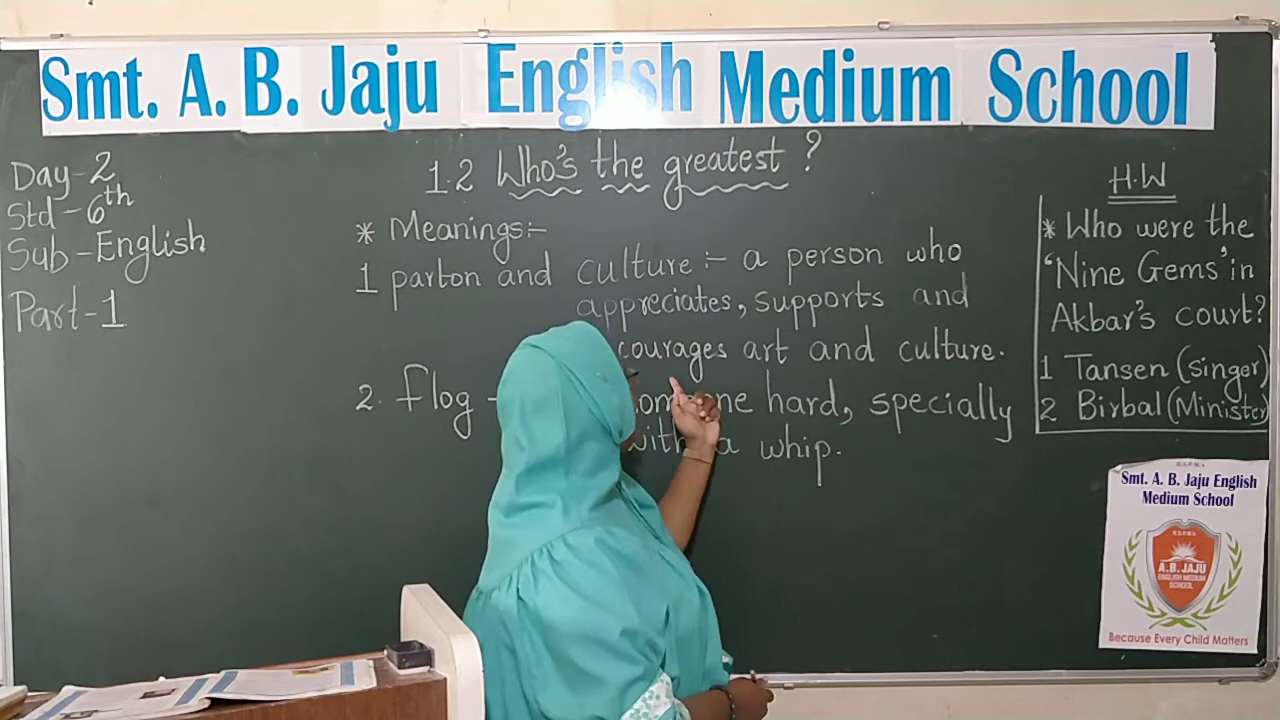 Smt. A. B. Jaju English Medium School
Day-2
Std-6th
Sub-English
Part-1
1.2 Who's the greatest?
* Meanings:-
1 parton and culture:- a person who
appreciates, supports and
courages art and culture.
2. flog - hard, specially
with a whip.
H.W
* Who were the
'Nine Gems' in
Akbar's court?
1 Tansen (singer)
2 Birbal (Minister)
Smt. A. B. Jaju English
Medium School
A.B. JAJU
ENGLISH MEDIUM
SCHOOL
Because Every Child Matters